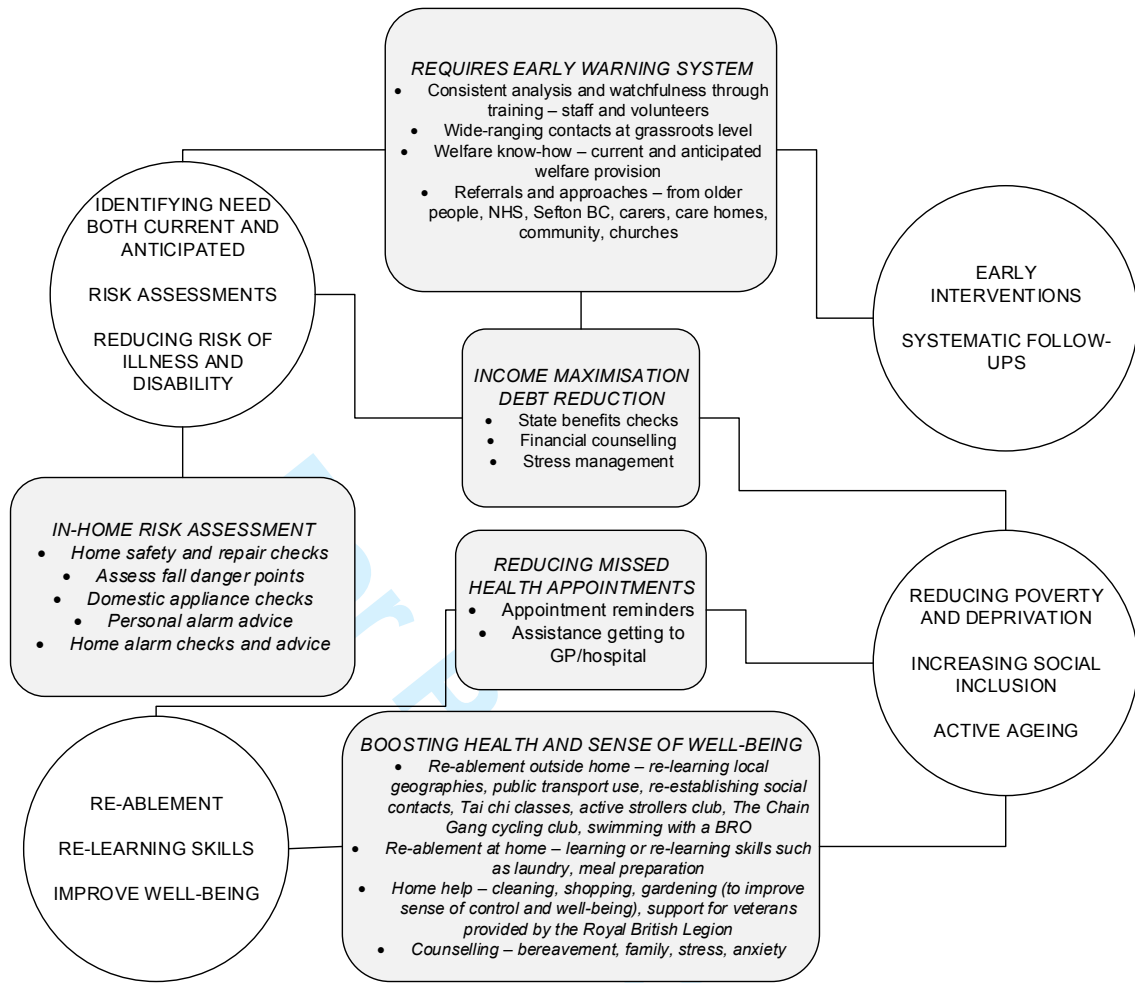 REQUIRES EARLY WARNING SYSTEM
• Consistent analysis and watchfulness through
training – staff and volunteers
• Wide-ranging contacts at grassroots level
• Welfare know-how – current and anticipated
welfare provision
• Referrals and approaches – from older
people, NHS, Sefton BC, carers, care homes,
community, churches
IDENTIFYING NEED
BOTH CURRENT AND
ANTICIPATED
RISK ASSESSMENTS
REDUCING RISK OF
ILLNESS AND
DISABILITY
EARLY
INTERVENTIONS
SYSTEMATIC FOLLOW-
UPS
INCOME MAXIMISATION
DEBT REDUCTION
• State benefits checks
• Financial counselling
• Stress management
IN-HOME RISK ASSESSMENT
• Home safety and repair checks
• Assess fall danger points
• Domestic appliance checks
• Personal alarm advice
• Home alarm checks and advice
REDUCING MISSED
HEALTH APPOINTMENTS
• Appointment reminders
• Assistance getting to
GP/hospital
REDUCING POVERTY
AND DEPRIVATION
INCREASING SOCIAL
INCLUSION
ACTIVE AGEING
RE-ABLEMENT
RE-LEARNING SKILLS
IMPROVE WELL-BEING
BOOSTING HEALTH AND SENSE OF WELL-BEING
• Re-ablement outside home – re-learning local
geographies, public transport use, re-establishing social
contacts, Tai chi classes, active strollers club, The Chain
Gang cycling club, swimming with a BRO
• Re-ablement at home – learning or re-learning skills such
as laundry, meal preparation
• Home help – cleaning, shopping, gardening (to improve
sense of control and well-being), support for veterans
provided by the Royal British Legion
• Counselling – bereavement, family, stress, anxiety